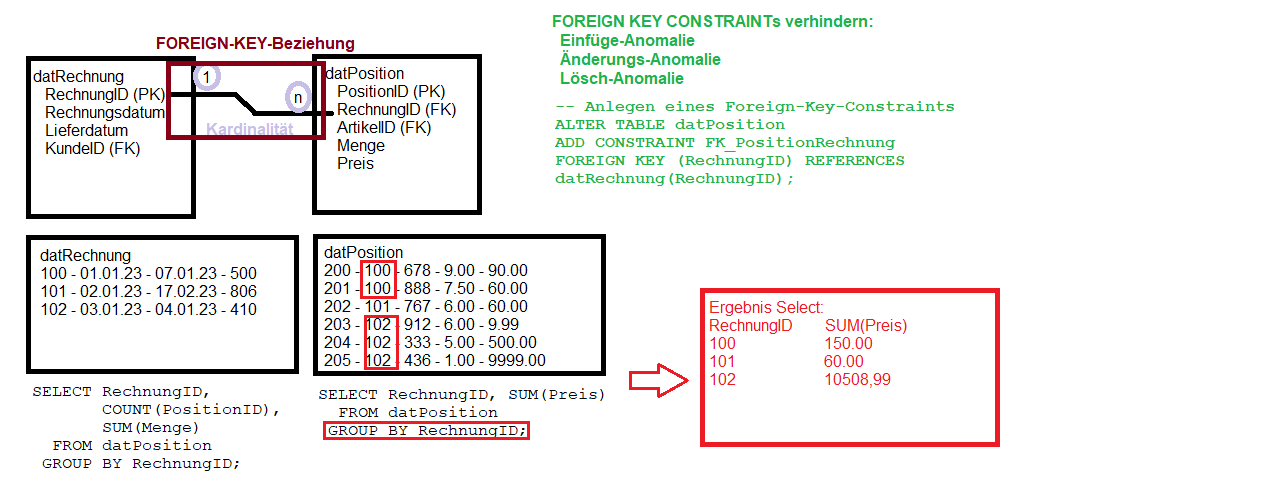 FOREIGN KEY CONSTRAINTs verhindern:
Einfüge-Anomalie
Änderungs-Anomalie
Lösch-Anomalie
-- Anlegen eines Foreign-Key-Constraints
ALTER TABLE datPosition
ADD CONSTRAINT FK_PositionRechnung
FOREIGN KEY (RechnungID) REFERENCES
datRechnung(RechnungID);
FOREIGN-KEY-Beziehung
datRechnung
RechnungID (PK)
Rechnungsdatum
Lieferdatum
KundeID (FK)
1
n
Kardinalität
datPosition
PositionID (PK)
RechnungID (FK)
ArtikelID (FK)
Menge
Preis
datRechnung
100 - 01.01.23 - 07.01.23 - 500
101 - 02.01.23 - 17.02.23 - 806
102 - 03.01.23 - 04.01.23 - 410
datPosition
200 - 100 - 678 - 9.00 - 90.00
201 - 100 - 888 - 7.50 - 60.00
202 - 101 - 767 - 6.00 - 60.00
203 - 102 - 912 - 6.00 - 9.99
204 - 102 - 333 - 5.00 - 500.00
205 - 102 - 436 - 1.00 - 9999.00
SELECT RechnungID,
COUNT(PositionID),
SUM(Menge)
FROM datPosition
GROUP BY RechnungID;
SELECT RechnungID, SUM(Preis)
FROM datPosition
GROUP BY RechnungID;
Ergebnis Select:
RechnungID SUM(Preis)
100 150.00
101 60.00
102 10508,99